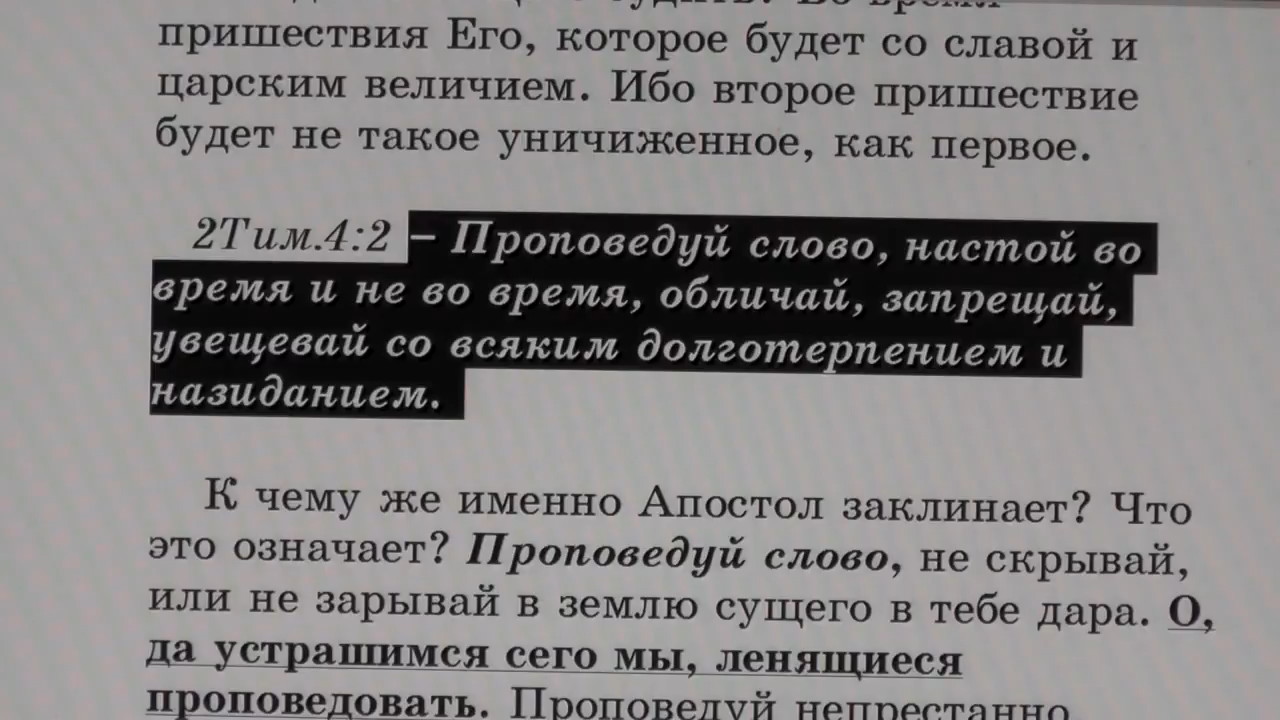 пришествия Его, которое будет со славой и
царским величием. Ибо второе пришествие
будет не такое уничиженное, как первое.
2Тим.4:2 – Проповедуй слово, настой во
время и не во время, обличай, запрещай,
увещевай со всяким долготерпением и
назиданием.
К чему же именно Апостол заклинает? Что
это означает? Проповедуй слово, не скрывай,
или не зарывай в землю сущего в тебе дара. О,
да устрашимся сего мы, ленящиеся
проповедовать. Проповедуй непрестанно